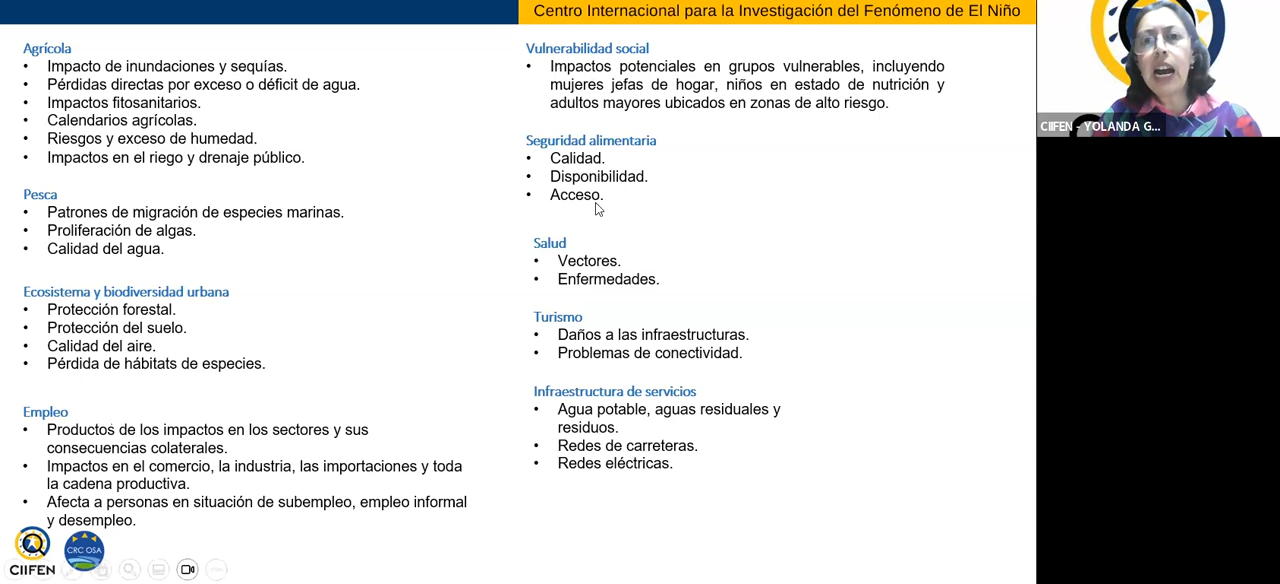 Centro Internacional para la Investigación del Fenómeno de El Niño
Agrícola
• Impacto de inundaciones y sequías.
• Pérdidas directas por exceso o déficit de agua.
• Impactos fitosanitarios.
• Calendarios agrícolas.
• Riesgos y exceso de humedad.
• Impactos en el riego y drenaje público.
Pesca
• Patrones de migración de especies marinas.
• Proliferación de algas.
• Calidad del agua.
Ecosistema y biodiversidad urbana
• Protección forestal.
• Protección del suelo.
• Calidad del aire.
• Pérdida de hábitats de especies.
Empleo
• Productos de los impactos en los sectores y sus
consecuencias colaterales.
• Impactos en el comercio, la industria, las importaciones y toda
la cadena productiva.
• Afecta a personas en situación de subempleo, empleo informal
y desempleo.
CIIFEN
CRC OSA
Vulnerabilidad social
• Impactos potenciales en grupos vulnerables, incluyendo
mujeres jefas de hogar, niños en estado de nutrición y
adultos mayores ubicados en zonas de alto riesgo.
Seguridad alimentaria
• Calidad.
• Disponibilidad.
• Acceso.
Salud
• Vectores.
• Enfermedades.
Turismo
• Daños a las infraestructuras.
• Problemas de conectividad.
Infraestructura de servicios
• Agua potable, aguas residuales y
residuos.
• Redes de carreteras.
• Redes eléctricas.
CIIFEN - YOLANDA G...